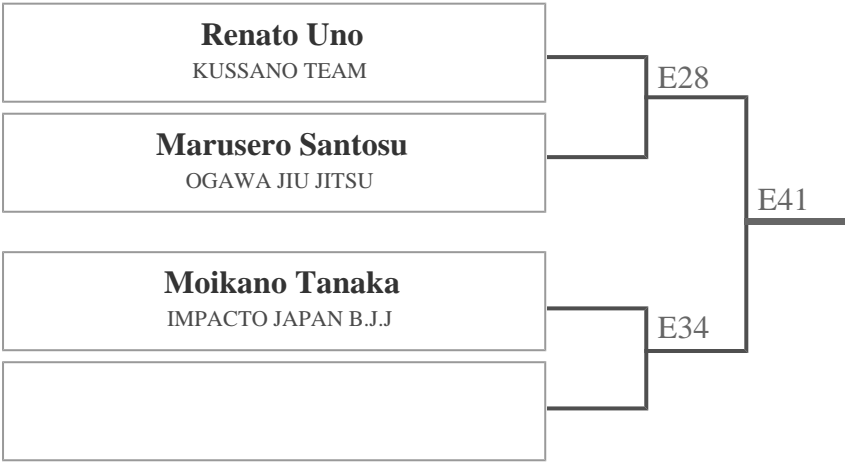 Renato Uno
KUSSANO TEAM
E28
Marusero Santosu
OGAWA JIU JITSU
E41
Moikano Tanaka
IMPACTO JAPAN B.J.J
E34